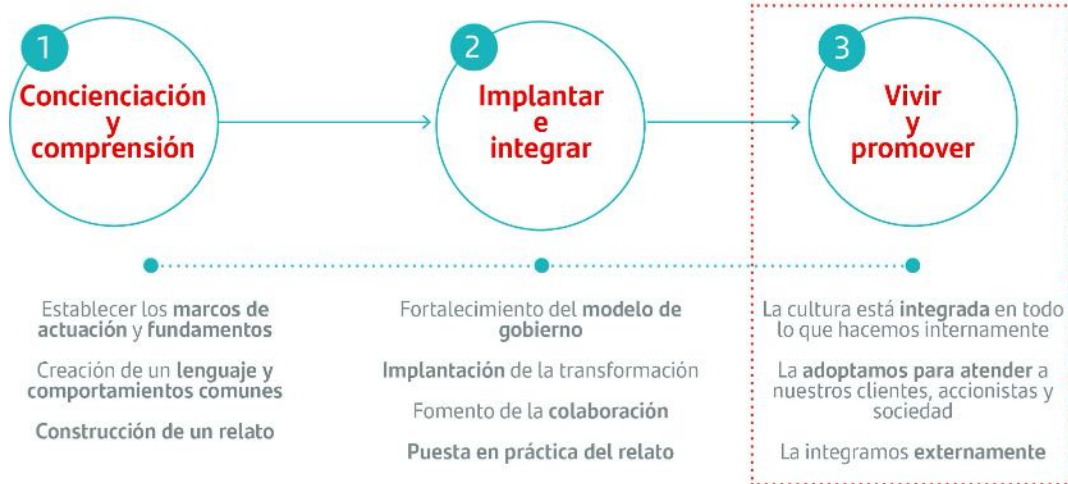 1
Concienciación
y
comprensión
2
Implantar
e
integrar
3
Vivir
y
promover
Establecer los marcos de
actuación y fundamentos
Creación de un lenguaje y
comportamientos comunes
Construcción de un relato
Fortalecimiento del modelo de
gobierno
Implantación de la transformación
Fomento de la colaboración
Puesta en práctica del relato
La cultura está integrada en todo
lo que hacemos internamente
La adoptamos para atender a
nuestros clientes, accionistas y
sociedad
La integramos externamente